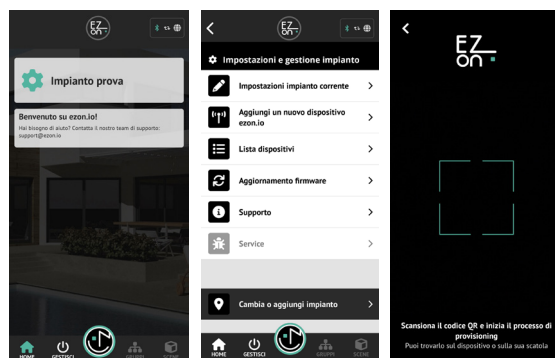 EZ
on.
Impianto prova
Benvenuto su ezon.io!
Hai bisogno di aiuto? Contatta il nostro team di supporto:
support@ezon.io
HOME
GESTISCI
GRUPPI
SCENE
EZ
on.
Impostazioni e gestione impianto
Impostazioni impianto corrente
Aggiungi un nuovo dispositivo
ezon.io
Lista dispositivi
Aggiornamento firmware
Supporto
Service
Cambia o aggiungi impianto
HOME
GESTISCI
GRUPPI
SCENE
EZ
on
Scansiona il codice QR e inizia il processo di
provisioning
Puoi trovarlo sul dispositivo o sulla sua scatola